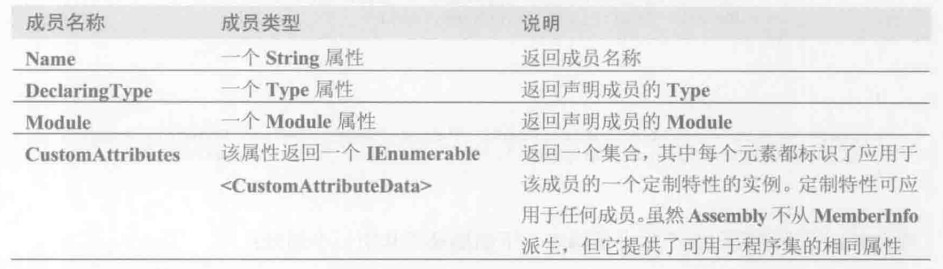 成员名称 成员类型 说明
Name 一个 String 属性 返回成员名称
DeclaringType 一个 Type 属性 返回声明成员的 Type
Module 一个 Module 属性 返回声明成员的 Module
CustomAttributes 该属性返回一个 IEnumerable 返回一个集合，其中每个元素都标识了应用于
<CustomAttributeData> 该成员的一个定制特性的实例。定制特性可应
用于任何成员。虽然 Assembly 不从 MemberInfo
派生，但它提供了可用于程序集的相同属性